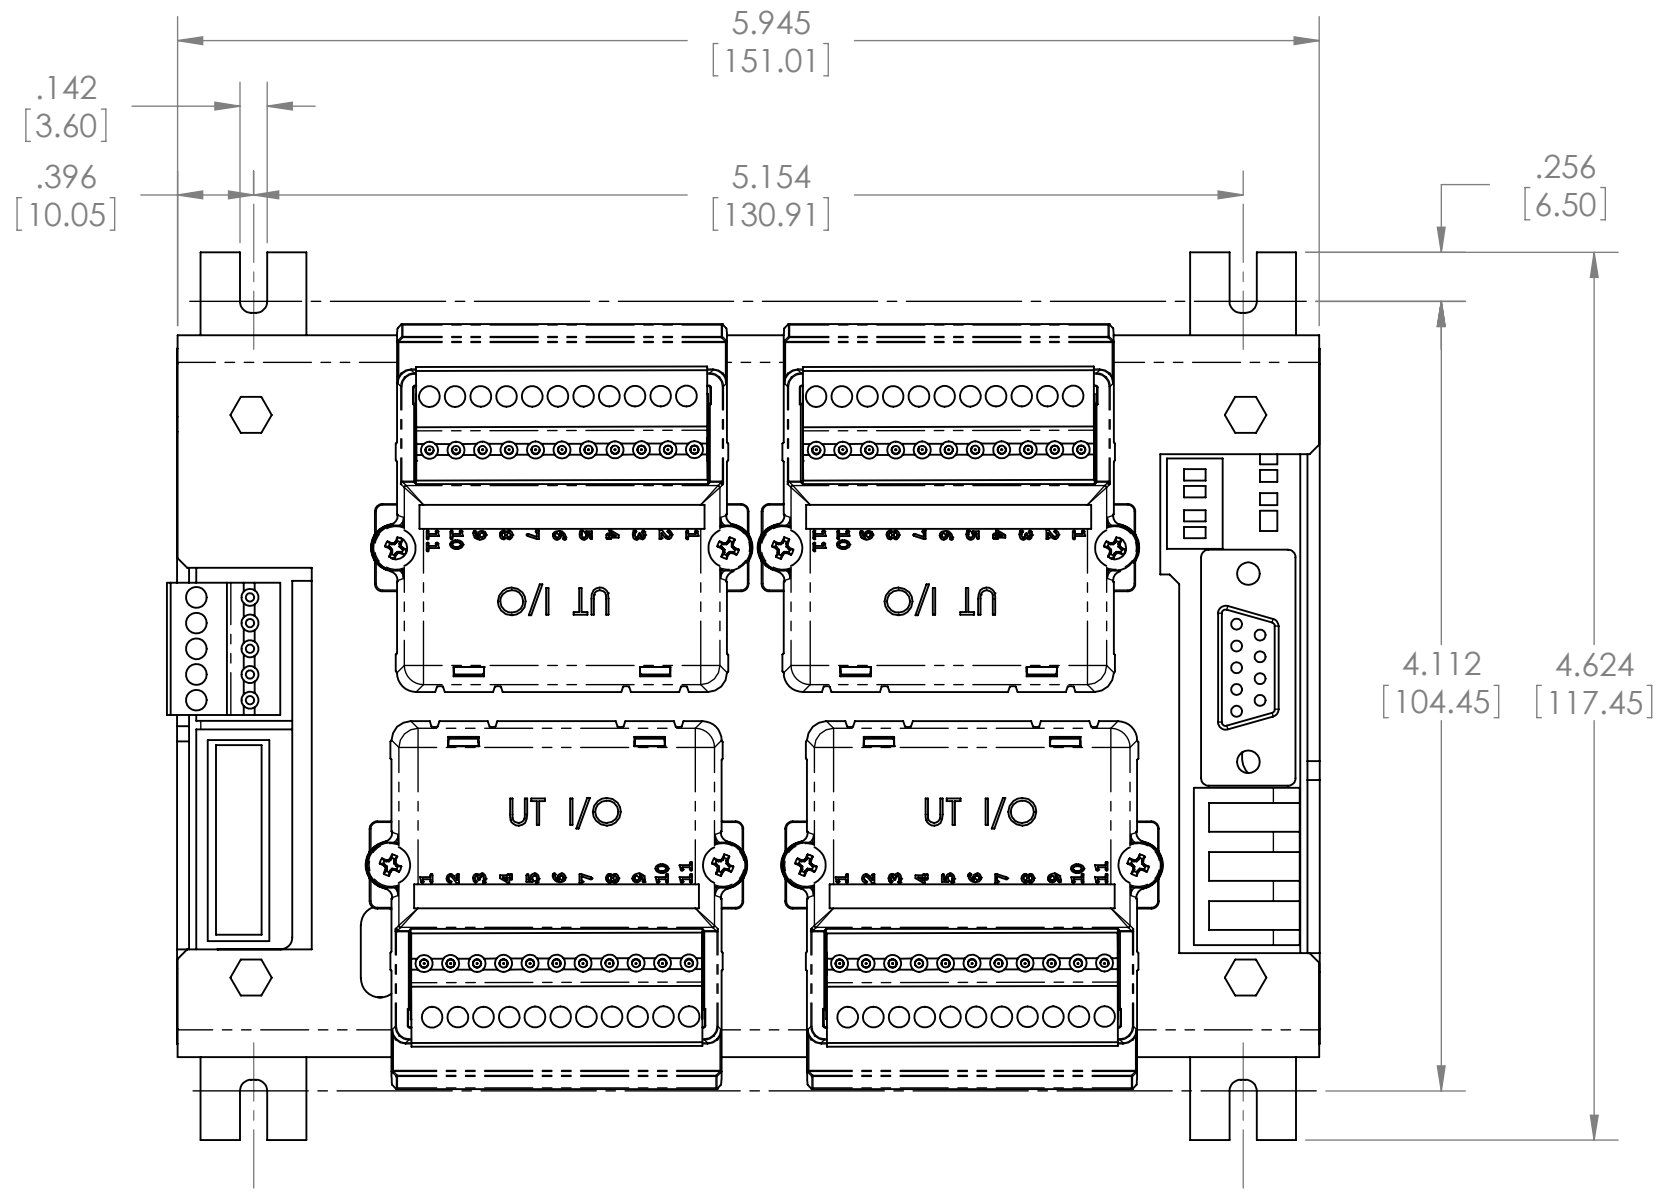 5.945
[151.01]
.142
[3.60]
.396
[10.05]
5.154
[130.91]
.256
[6.50]
11 10 9 8 7 6 5 4 3 2 1
11 10 9 8 7 6 5 4 3 2 1
UT I/O
UT I/O
4.112
[104.45]
4.624
[117.45]
UT I/O
UT I/O
1 2 3 4 5 6 7 8 9 10 11
1 2 3 4 5 6 7 8 9 10 11